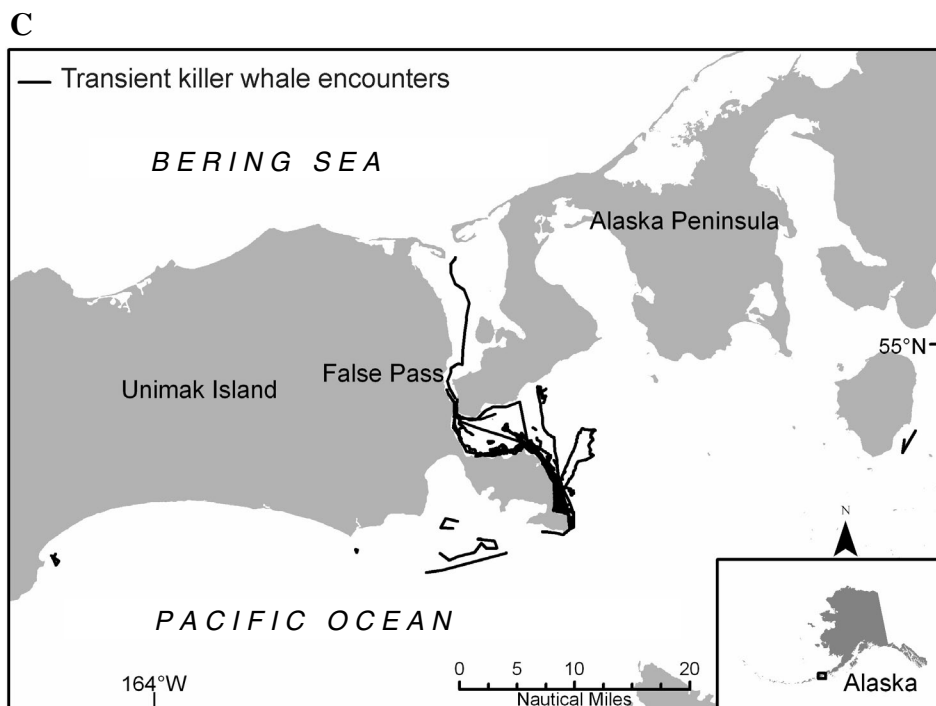 C
Transient killer whale encounters
BERING SEA
Alaska Peninsula
55°N
False Pass
Unimak Island
N
PACIFIC OCEAN
0 5 10 20
Nautical Miles
164°W
Alaska